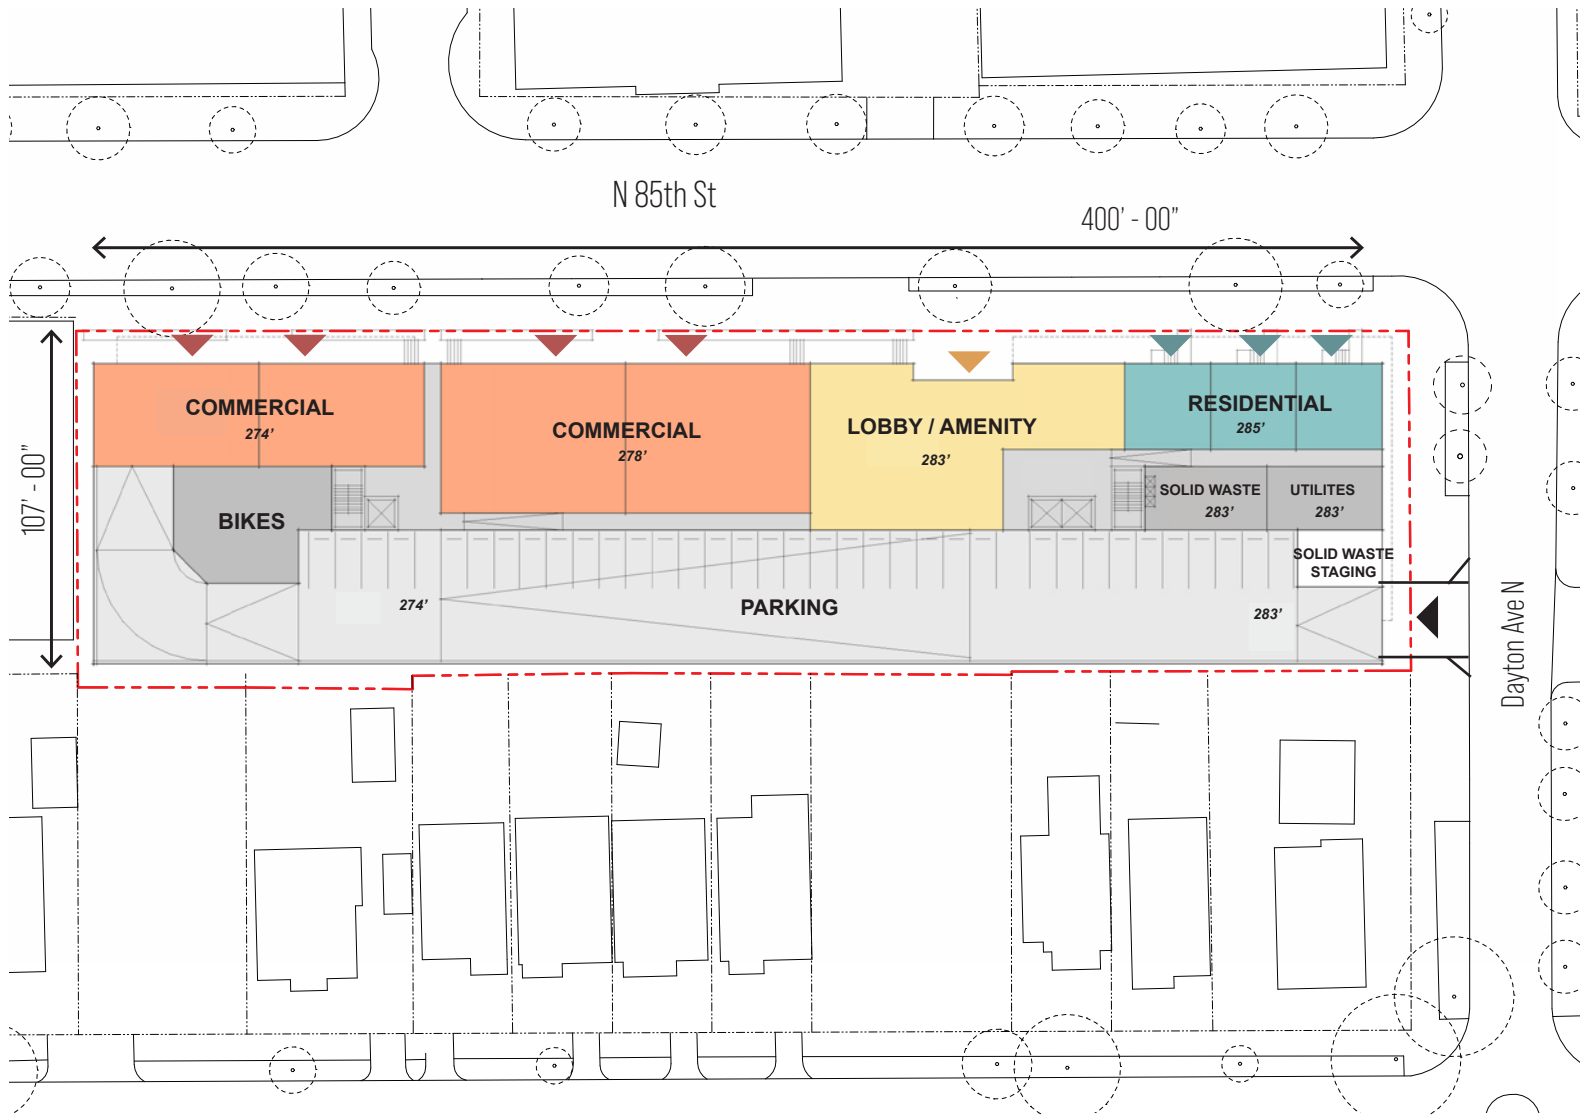 N 85th St
400' - 00"
107' - 00"
COMMERCIAL
274'
COMMERCIAL
278'
LOBBY / AMENITY
283'
RESIDENTIAL
285'
BIKES
SOLID WASTE
283'
UTILITES
283'
SOLID WASTE
STAGING
274'
PARKING
283'
Dayton Ave N